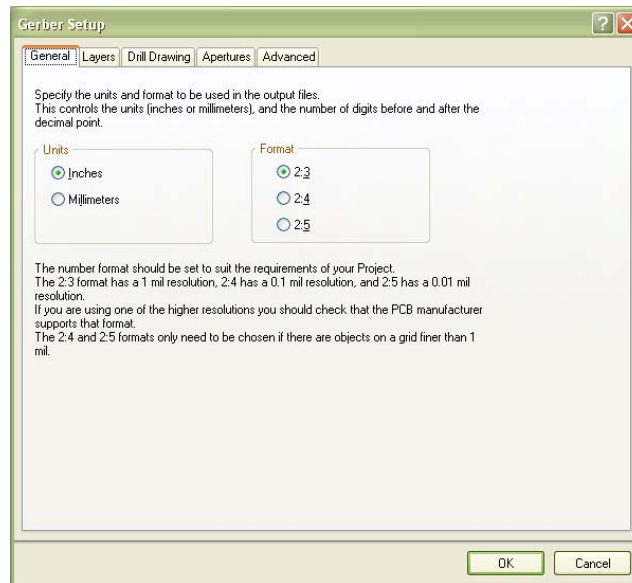 Gerber Setup
General Layers Drill Drawing Apertures Advanced
Specify the units and format to be used in the output files.
This controls the units (inches or millimeters), and the number of digits before and after the
decimal point.
Units
Inches
Millimeters
Format
2:3
2:4
2:5
The number format should be set to suit the requirements of your Project.
The 2:3 format has a 1 mil resolution, 2:4 has a 0.1 mil resolution, and 2:5 has a 0.01 mil
resolution.
If you are using one of the higher resolutions you should check that the PCB manufacturer
supports that format.
The 2:4 and 2:5 formats only need to be chosen if there are objects on a grid finer than 1
mil.
OK Cancel